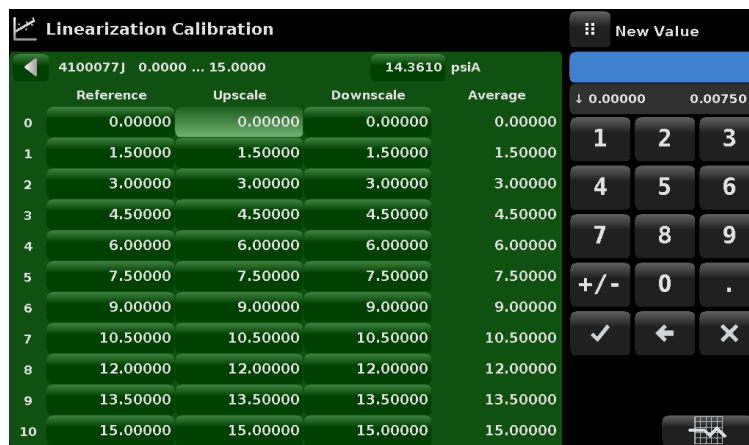 Linearization Calibration
4100077J 0.0000 ... 15.0000 14.3610 psiA
Reference Upscale Downscale Average
0 0.00000 0.00000 0.00000 0.00000
1 1.50000 1.50000 1.50000 1.50000
2 3.00000 3.00000 3.00000 3.00000
3 4.50000 4.50000 4.50000 4.50000
4 6.00000 6.00000 6.00000 6.00000
5 7.50000 7.50000 7.50000 7.50000
6 9.00000 9.00000 9.00000 9.00000
7 10.50000 10.50000 10.50000 10.50000
8 12.00000 12.00000 12.00000 12.00000
9 13.50000 13.50000 13.50000 13.50000
10 15.00000 15.00000 15.00000 15.00000
New Value
↓ 0.00000 0.00750
1 2 3
4 5 6
7 8 9
+/- 0 .